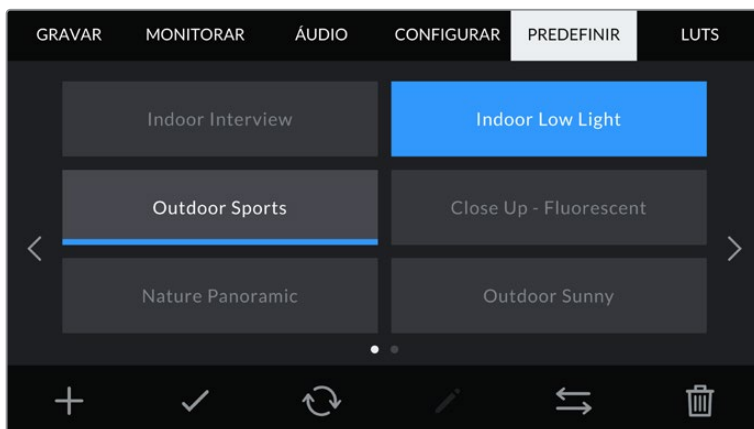 GRAVAR MONITORAR ÁUDIO CONFIGURAR PREDEFINIR LUTS
Indoor Interview Indoor Low Light
Outdoor Sports Close Up - Fluorescent
Nature Panoramic Outdoor Sunny